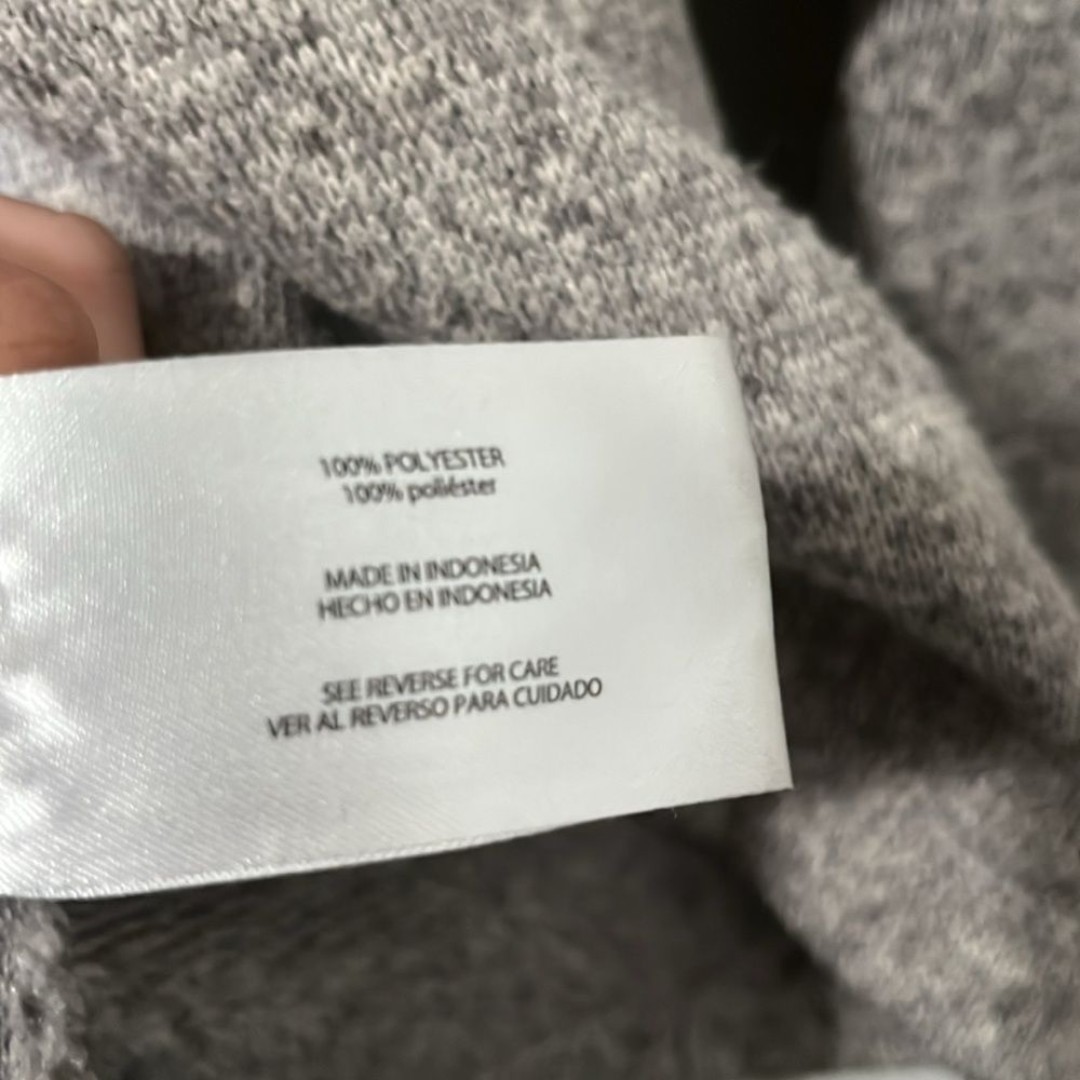 100% POLYESTER
100% poliéster
MADE IN INDONESIA
HECHO EN INDONESIA
SEE REVERSE FOR CARE
VER AL REVERSO PARA CUIDADO